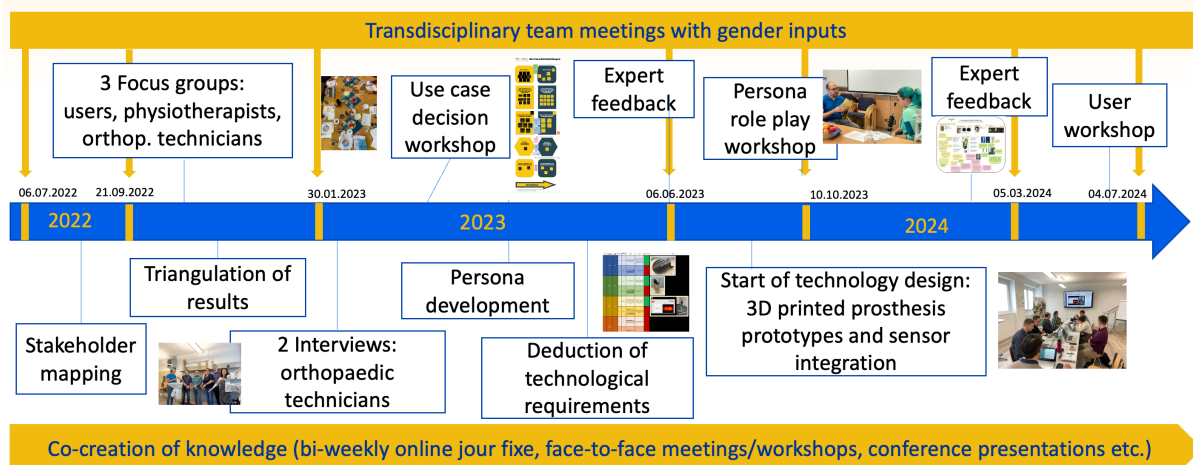 Transdisciplinary team meetings with gender inputs
3 Focus groups:
users, physiotherapists,
orthop. technicians
Use case
decision
workshop
Expert
feedback
Persona
role play
workshop
Expert
feedback
User
workshop
06.07.2022
21.09.2022
30.01.2023
06.06.2023
10.10.2023
05.03.2024
04.07.2024
2022
2023
2024
Stakeholder
mapping
Triangulation of
results
2 Interviews:
orthopaedic
technicians
Persona
development
Deduction of
technological
requirements
Start of technology design:
3D printed prosthesis
prototypes and sensor
integration
Co-creation of knowledge (bi-weekly online jour fixe, face-to-face meetings/workshops, conference presentations etc.)